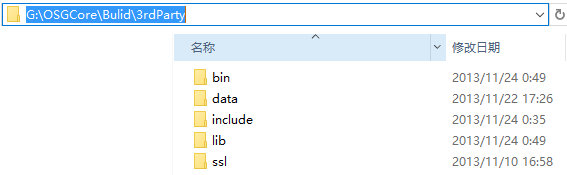 G:\OSGCore\Bulid\3rdParty
名称 修改日期
bin 2013/11/24 0:49
data 2013/11/22 17:26
include 2013/11/24 0:35
lib 2013/11/24 0:49
ssl 2013/11/10 16:58